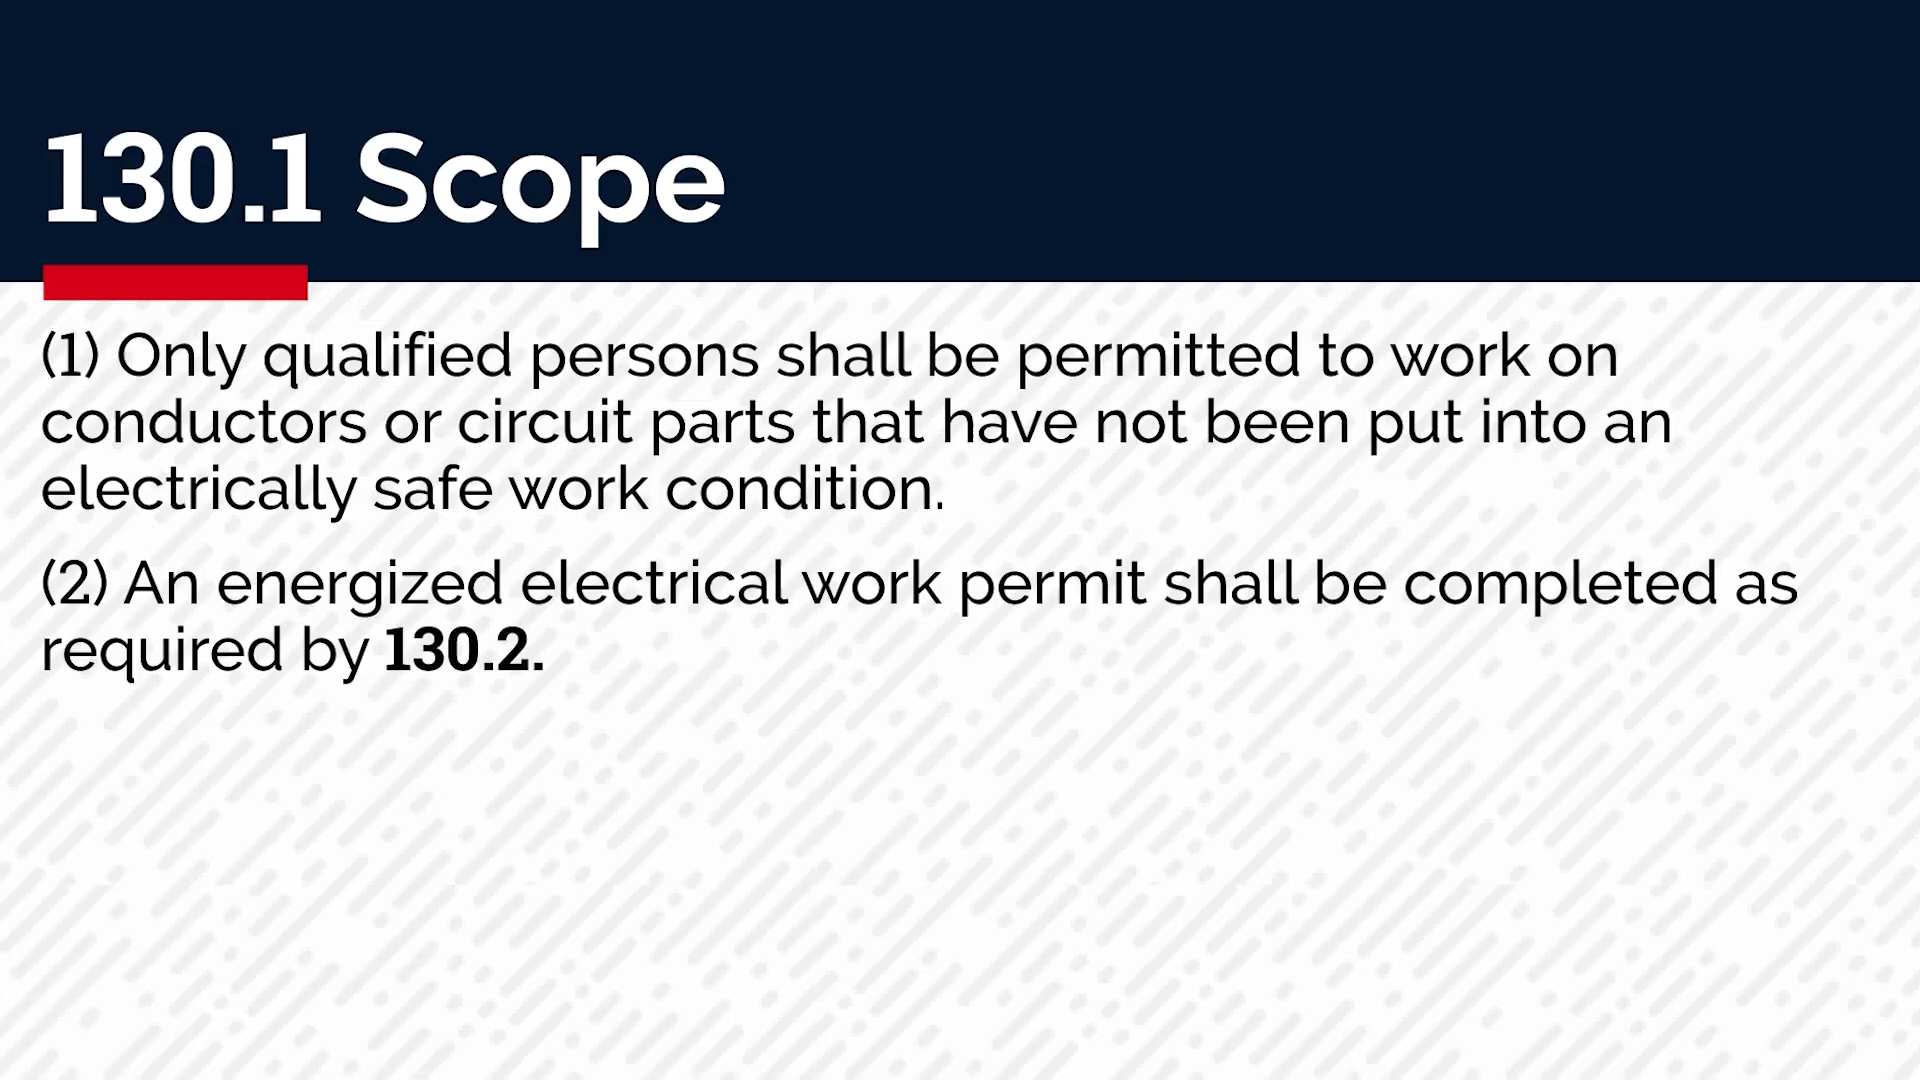 130.1 Scope
(1) Only qualified persons shall be permitted to work on
conductors or circuit parts that have not been put into an
electrically safe work condition.
(2) An energized electrical work permit shall be completed as
required by 130.2.